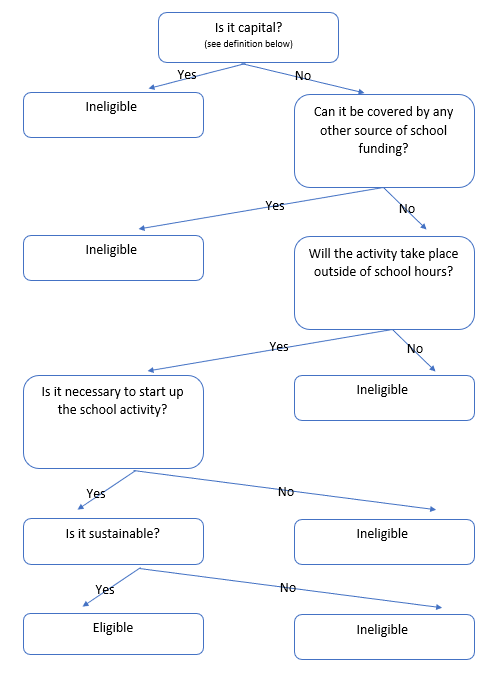 Is it capital?
(see definition below)
Yes
No
Ineligible
Can it be covered by any
other source of school
funding?
Yes
No
Ineligible
Will the activity take place
outside of school hours?
Yes
No
Is it necessary to start up
the school activity?
Ineligible
Yes
No
Is it sustainable?
Ineligible
Yes
No
Eligible
Ineligible